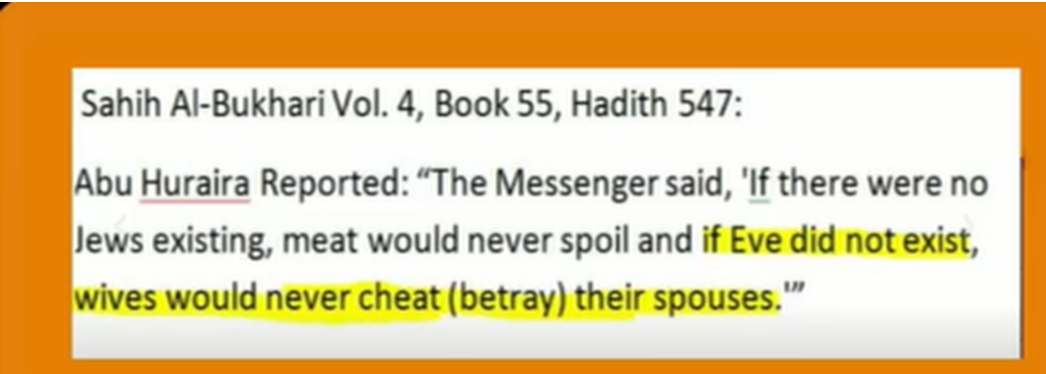 Sahih Al-Bukhari Vol. 4, Book 55, Hadith 547:
Abu Huraira Reported: “The Messenger said, 'If there were no
Jews existing, meat would never spoil and if Eve did not exist,
wives would never cheat (betray) their spouses.'”